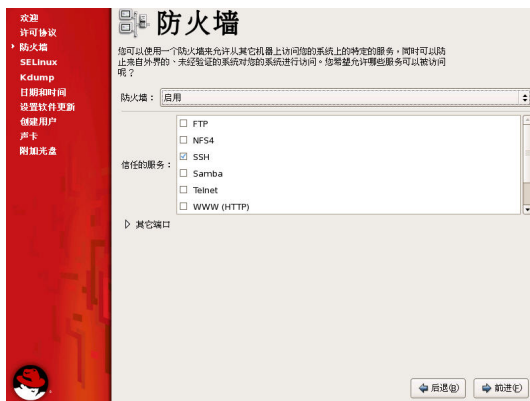 欢迎
许可协议
防火墙
SELinux
Kdump
日期和时间
设置软件更新
创建用户
声卡
附加光盘
防火墙
您可以使用一个防火墙来允许从其它机器上访问您的系统上的特定的服务，同时可以防
止来自外界的、未经验证的系统对您的系统进行访问。您希望允许哪些服务可以被访问
呢？
防火墙： 启用
信任的服务：
FTP
NFS4
SSH
Samba
Telnet
WWW (HTTP)
其它端口
后退(B) 前进(F)